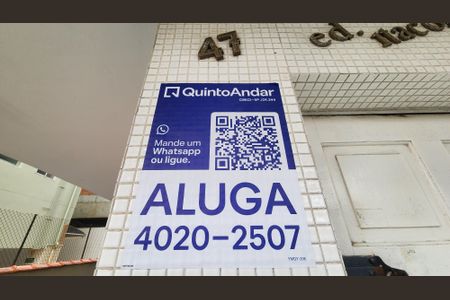 47
ed.
QuintoAndar
Mande um
Whatsapp
ou ligue.
ALUGA
4020-2507